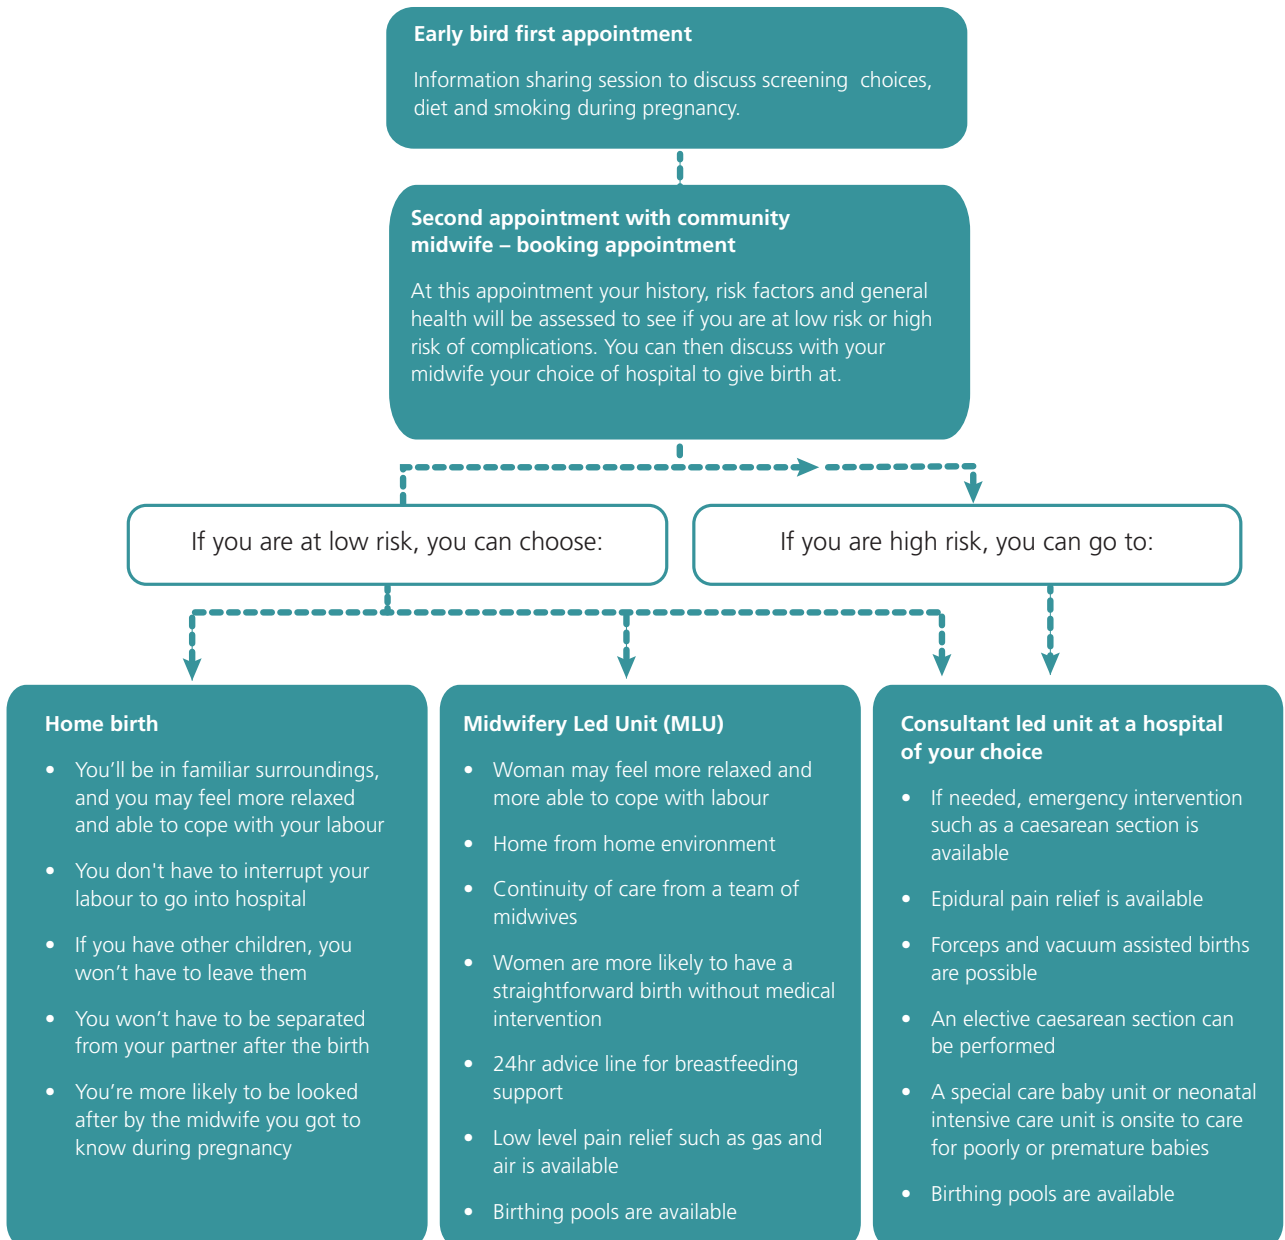 Early bird first appointment
Information sharing session to discuss screening choices,
diet and smoking during pregnancy.
Second appointment with community
midwife – booking appointment
At this appointment your history, risk factors and general
health will be assessed to see if you are at low risk or high
risk of complications. You can then discuss with your
midwife your choice of hospital to give birth at.
If you are at low risk, you can choose:
If you are high risk, you can go to:
Home birth
• You’ll be in familiar surroundings,
and you may feel more relaxed
and able to cope with your labour
• You don't have to interrupt your
labour to go into hospital
• If you have other children, you
won’t have to leave them
• You won’t have to be separated
from your partner after the birth
• You’re more likely to be looked
after by the midwife you got to
know during pregnancy
Midwifery Led Unit (MLU)
• Woman may feel more relaxed and
more able to cope with labour
• Home from home environment
• Continuity of care from a team of
midwives
• Women are more likely to have a
straightforward birth without medical
intervention
• 24hr advice line for breastfeeding
support
• Low level pain relief such as gas and
air is available
• Birthing pools are available
Consultant led unit at a hospital
of your choice
• If needed, emergency intervention
such as a caesarean section is
available
• Epidural pain relief is available
• Forceps and vacuum assisted births
are possible
• An elective caesarean section can
be performed
• A special care baby unit or neonatal
intensive care unit is onsite to care
for poorly or premature babies
• Birthing pools are available